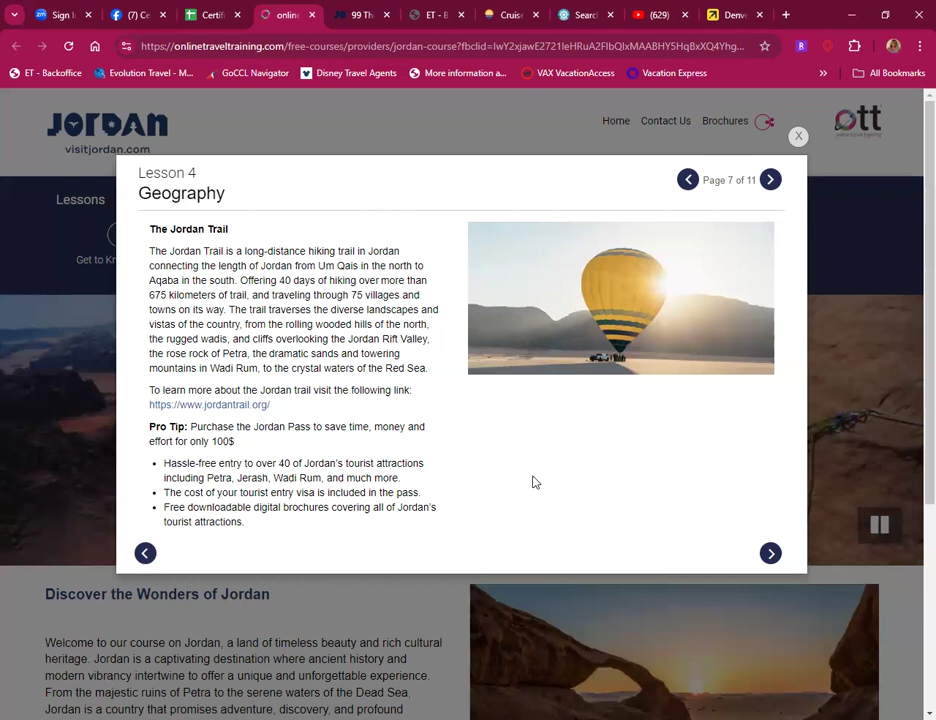 Sign I
(7) Ce
Certif
online
99 Thi
ET - B
Cruise
Searc
(629)
Denve
https://onlinetraveltraining.com/free-courses/providers/jordan-course?fbclid=IwY2xjawE2721leHRuA2FlbQIxMAABHY5HqBxXQ4Yhg...
ET - Backoffice
Evolution Travel - M...
GoCCL Navigator
Disney Travel Agents
More information a...
VAX VacationAccess
Vacation Express
All Bookmarks
JORDAN
visitjordan.com
Home
Contact Us
Brochures
ott
X
Lessons
Get to Kn
Lesson 4
Geography
Page 7 of 11
The Jordan Trail
The Jordan Trail is a long-distance hiking trail in Jordan
connecting the length of Jordan from Um Qais in the north to
Aqaba in the south. Offering 40 days of hiking over more than
675 kilometers of trail, and traveling through 75 villages and
towns on its way. The trail traverses the diverse landscapes and
vistas of the country, from the rolling wooded hills of the north,
the rugged wadis, and cliffs overlooking the Jordan Rift Valley,
the rose rock of Petra, the dramatic sands and towering
mountains in Wadi Rum, to the crystal waters of the Red Sea.
To learn more about the Jordan trail visit the following link:
https://www.jordantrail.org/
Pro Tip: Purchase the Jordan Pass to save time, money and
effort for only 100$
• Hassle-free entry to over 40 of Jordan's tourist attractions
including Petra, Jerash, Wadi Rum, and much more.
• The cost of your tourist entry visa is included in the pass.
• Free downloadable digital brochures covering all of Jordan's
tourist attractions.
Discover the Wonders of Jordan
Welcome to our course on Jordan, a land of timeless beauty and rich cultural
heritage. Jordan is a captivating destination where ancient history and
modern vibrancy intertwine to offer a unique and unforgettable experience.
From the majestic ruins of Petra to the serene waters of the Dead Sea,
Jordan is a country that promises adventure, discovery, and profound